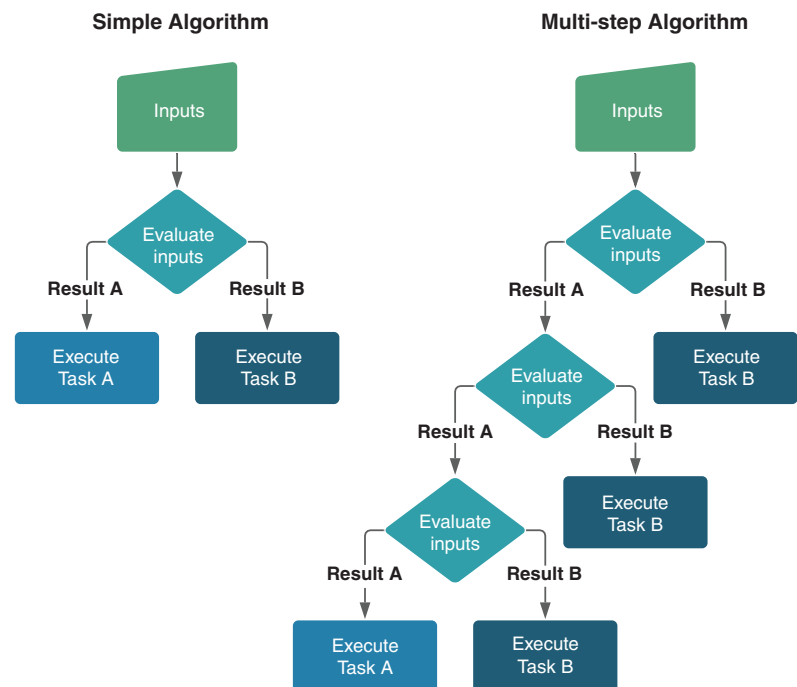 Simple Algorithm
Inputs
Evaluate
inputs
Result A
Result B
Execute
Task A
Execute
Task B
Multi-step Algorithm
Inputs
Evaluate
inputs
Result A
Result B
Execute
Task B
Evaluate
inputs
Result A
Result B
Execute
Task B
Evaluate
inputs
Result A
Result B
Execute
Task A
Execute
Task B